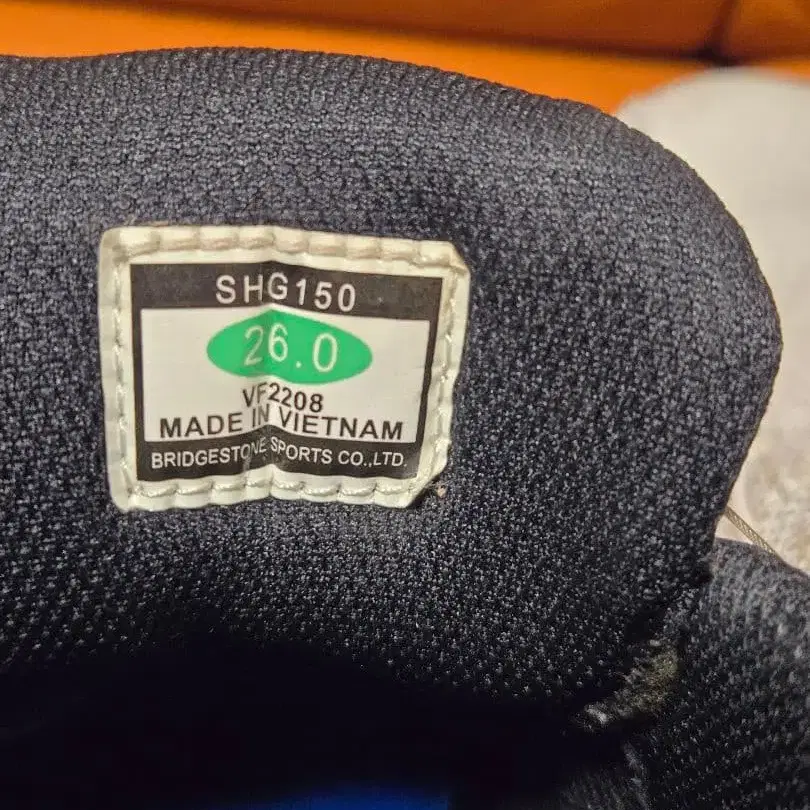 SHG150
26.0
VF2208
MADE IN VIETNAM
BRIDGESTONE SPORTS CO.,LTD.